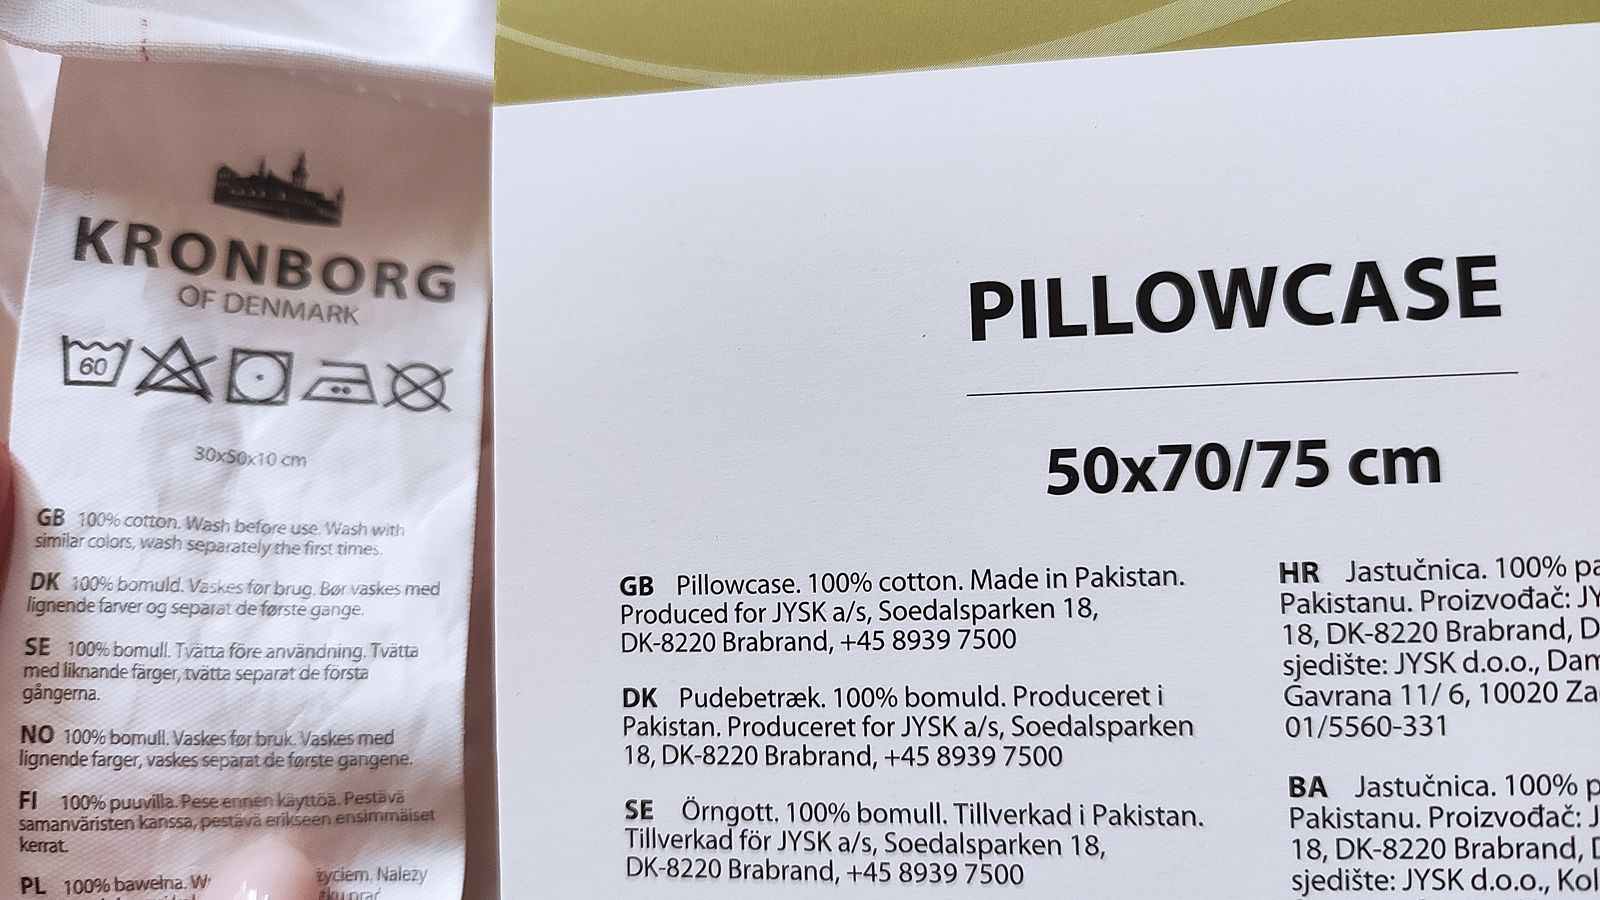 KRONBORG
OF DENMARK
60
30x50x10 cm
GB 100% cotton. Wash before use. Wash with
similar colors, wash separately the first times.
DK 100% bomuld. Vaskes før brug. Bør vaskes med
lignende farver og separat de første gange.
SE 100% bomull. Tvätta före användning. Tvätta
med liknande färger, tvätta separat de första
gångerna.
NO 100% bomull. Vaskes før bruk. Vaskes med
lignende farger, vaskes separat de første gangene.
FI 100% puuvilla. Pese ennen käyttöä. Pestävä
samanväristen kanssa, pestävä erikseen ensimmäiset
kerrat.
PL 100% bawełna. życiem. Należy
prać
PILLOWCASE
50x70/75 cm
GB Pillowcase. 100% cotton. Made in Pakistan.
Produced for JYSK a/s, Soedalsparken 18,
DK-8220 Brabrand, +45 8939 7500
DK Pudebetræk. 100% bomuld. Produceret i
Pakistan. Produceret for JYSK a/s, Soedalsparken
18, DK-8220 Brabrand, +45 8939 7500
SE Örngott. 100% bomull. Tillverkad i Pakistan.
Tillverkad för JYSK a/s, Soedalsparken 18,
DK-8220 Brabrand, +45 8939 7500
HR Jastučnica. 100% pa
Pakistanu. Proizvođač: JY
18, DK-8220 Brabrand, D
sjedište: JYSK d.o.o., Dam
Gavrana 11/ 6, 10020 Za
01/5560-331
BA Jastučnica. 100% p
Pakistanu. Proizvođač: J
18, DK-8220 Brabrand, D
sjedište: JYSK d.o.o., Kol